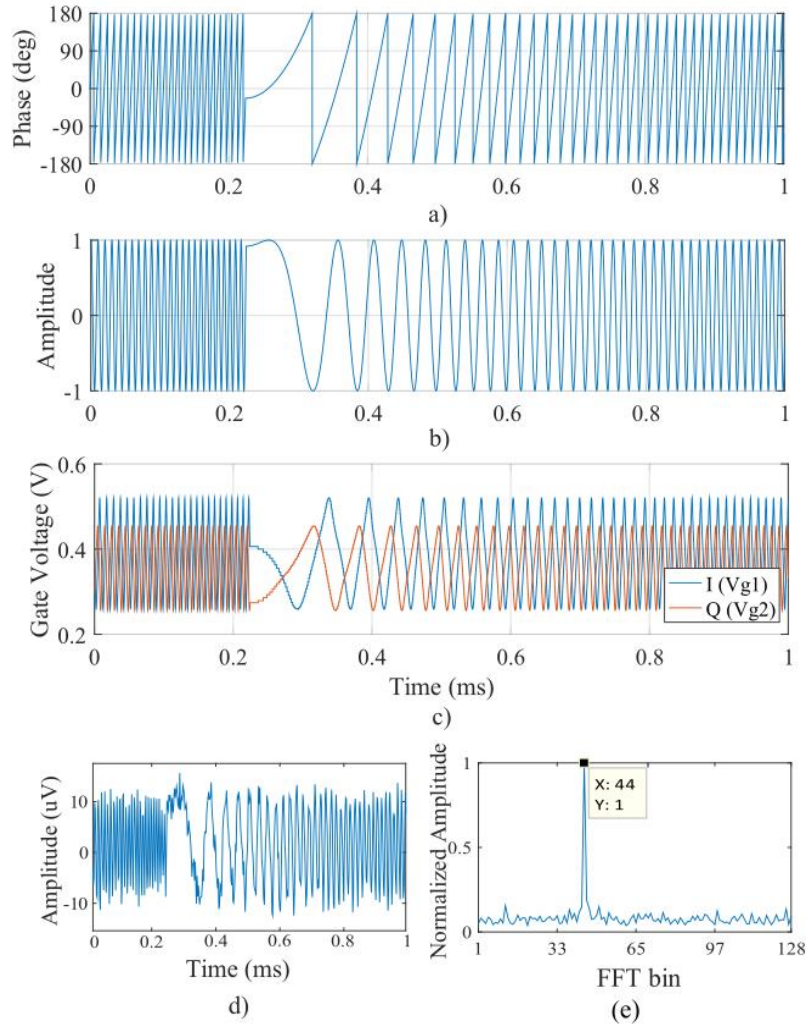 Phase (deg)
180
90
0
-90
-180
0 0.2 0.4 0.6 0.8 1
a)
Amplitude
1
0
-1
0 0.2 0.4 0.6 0.8 1
b)
Gate Voltage (V)
0.6
0.4
0.2
I (Vg1)
Q (Vg2)
0 0.2 0.4 0.6 0.8 1
Time (ms)
c)
Amplitude (uV)
10
0
-10
0 0.2 0.4 0.6 0.8 1
Time (ms)
d)
Normalized Amplitude
1
0.5
0
X: 44
Y: 1
1 33 65 97 128
FFT bin
(e)